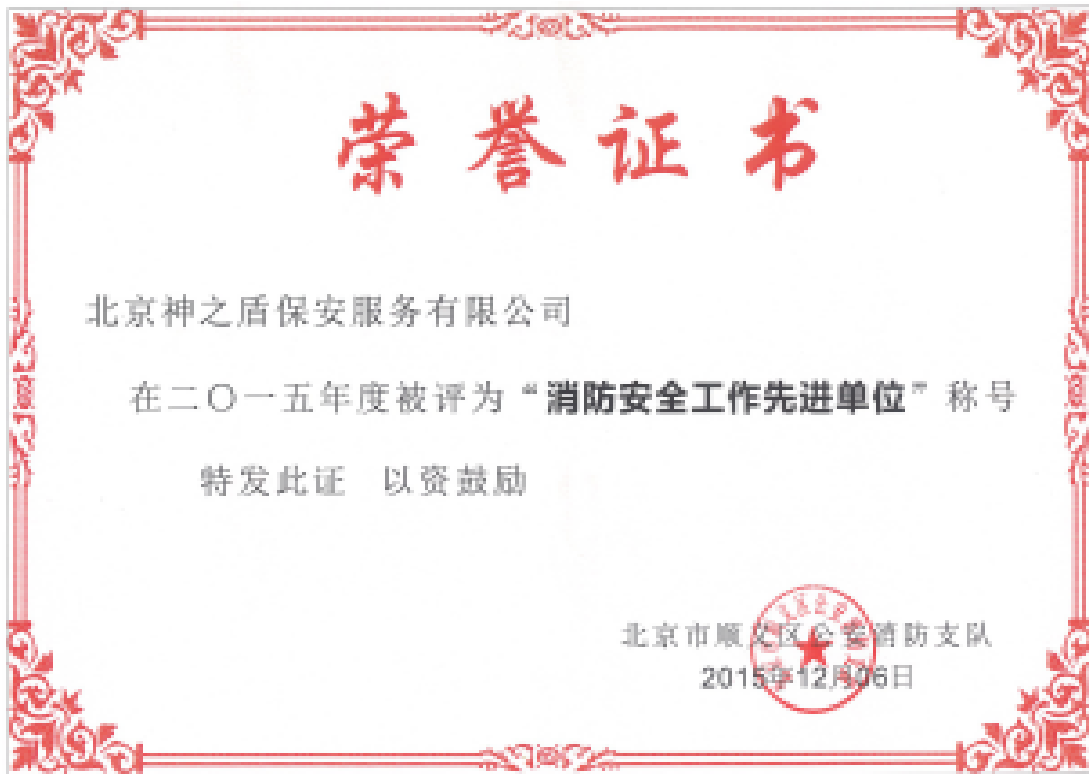 荣誉证书
北京神之盾保安服务有限公司
在二〇一五年度被评为“消防安全工作先进单位”称号
特发此证 以资鼓励
北京市顺义区公安消防支队
2015年12月06日